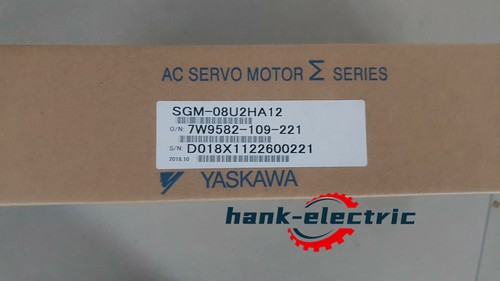 AC SERVO MOTOR Σ SERIES
SGM-08U2HA12
O/N: 7W9582-109-221
S/N: D018X1122600221
2018.10
YASKAWA
hank-electric